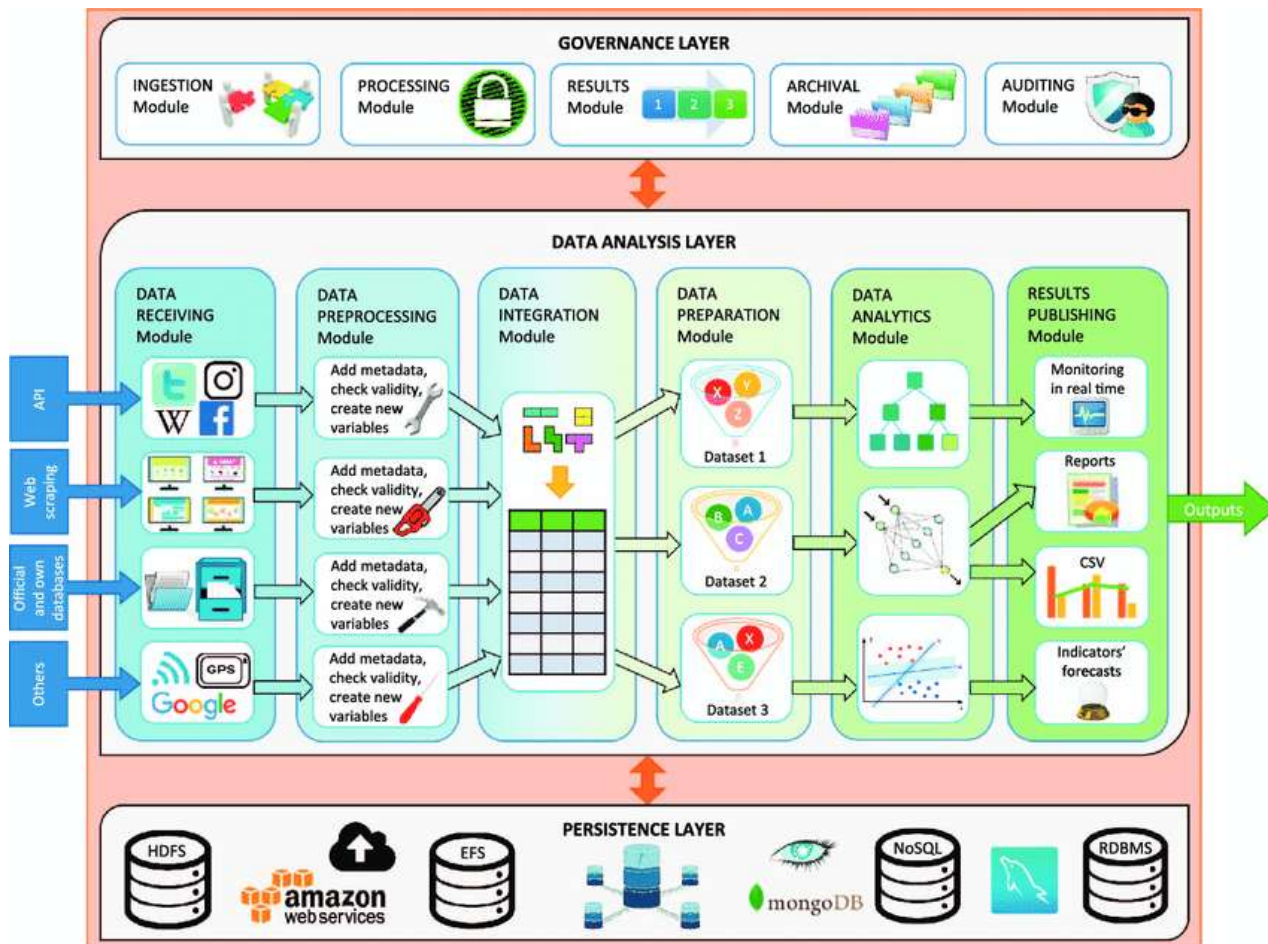 GOVERNANCE LAYER
INGESTION
Module
PROCESSING
Module
RESULTS
Module
1 2 3
ARCHIVAL
Module
AUDITING
Module
DATA ANALYSIS LAYER
API
Web
scraping
Official
and own
databases
Others
DATA
RECEIVING
Module
W
GPS
Google
DATA
PREPROCESSING
Module
Add metadata,
check validity,
create new
variables
Add metadata,
check validity,
create new
variables
Add metadata,
check validity,
create new
variables
Add metadata,
check validity,
create new
variables
DATA
INTEGRATION
Module
DATA
PREPARATION
Module
X Y
Z
Dataset 1
B A
C
Dataset 2
A X
E
Dataset 3
DATA
ANALYTICS
Module
RESULTS
PUBLISHING
Module
Monitoring
in real time
Reports
CSV
Indicators'
forecasts
Outputs
PERSISTENCE LAYER
HDFS
amazon
web services
EFS
mongoDB
NoSQL
RDBMS